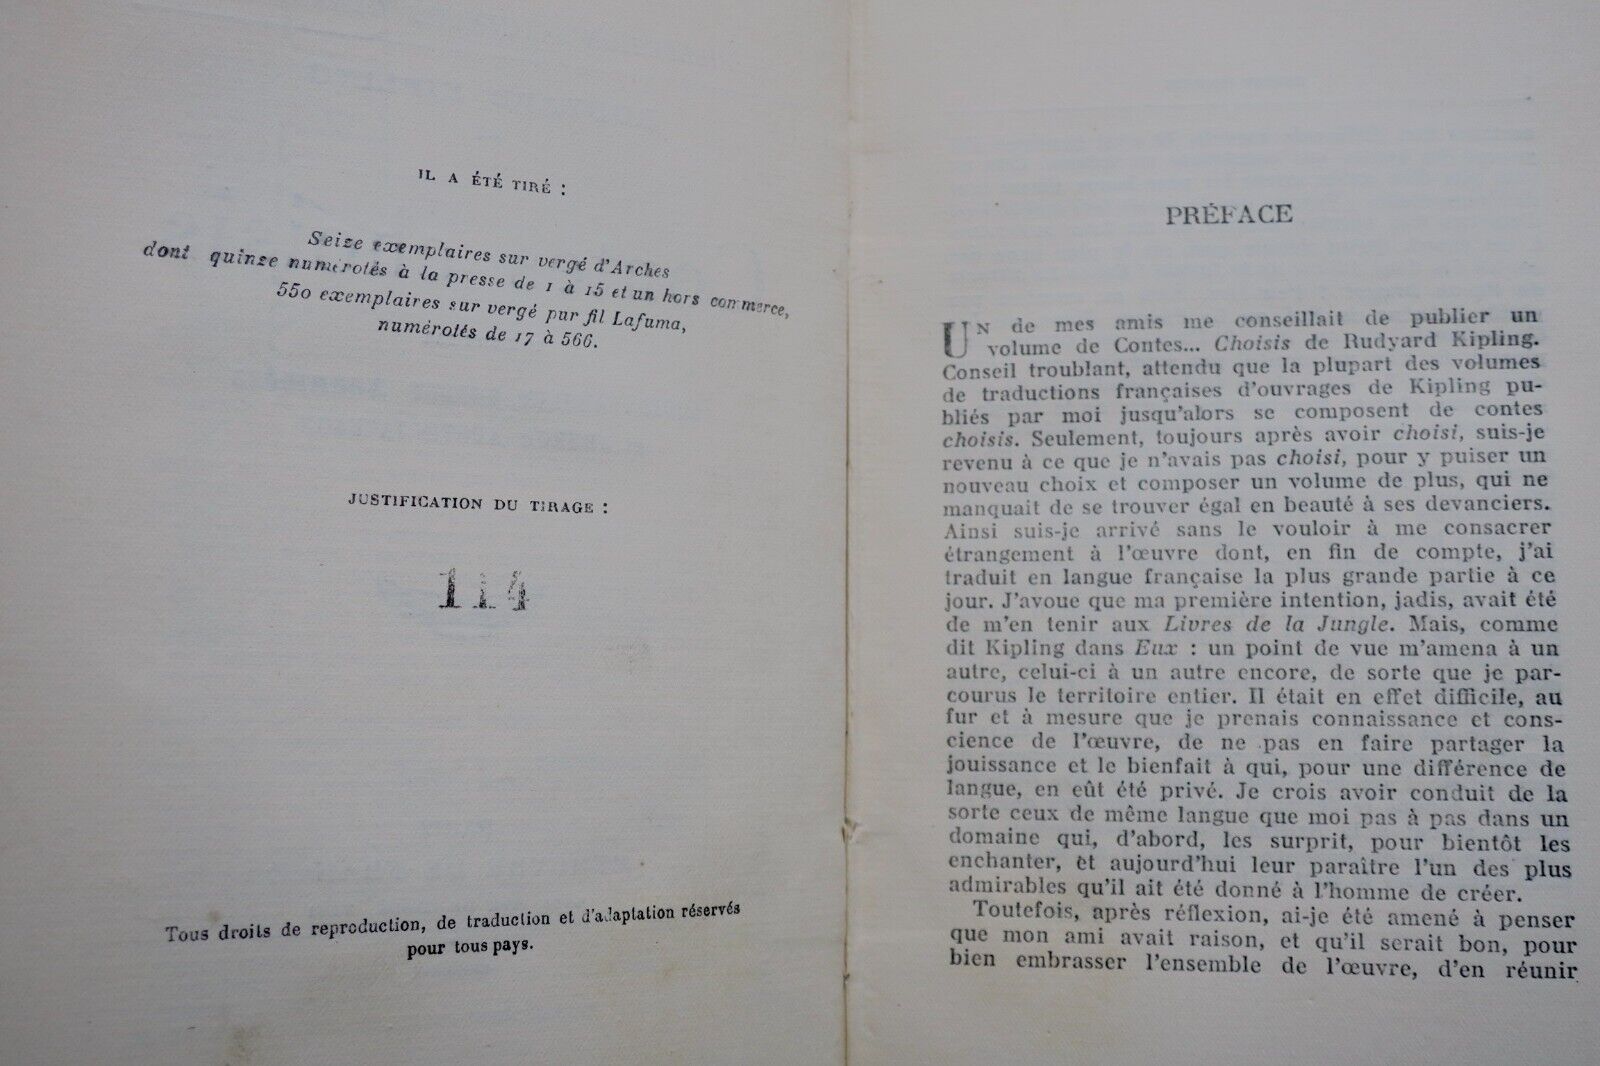 IL A ÉTÉ TIRÉ :
Seize exemplaires sur vergé d'Arches
dont quinze numérotés à la presse de 1 à 15 et un hors commerce,
550 exemplaires sur vergé pur fil Lafuma,
numérotés de 17 à 566.
JUSTIFICATION DU TIRAGE :
114
Tous droits de reproduction, de traduction et d'adaptation réservés
pour tous pays.
PRÉFACE
UN de mes amis me conseillait de publier un
volume de Contes... Choisis de Rudyard Kipling.
Conseil troublant, attendu que la plupart des volumes
de traductions françaises d'ouvrages de Kipling pu-
bliés par moi jusqu'alors se composent de contes
choisis. Seulement, toujours après avoir choisi, suis-je
revenu à ce que je n'avais pas choisi, pour y puiser un
nouveau choix et composer un volume de plus, qui ne
manquait de se trouver égal en beauté à ses devanciers.
Ainsi suis-je arrivé sans le vouloir à me consacrer
étrangement à l'œuvre dont, en fin de compte, j'ai
traduit en langue française la plus grande partie à ce
jour. J'avoue que ma première intention, jadis, avait été
de m'en tenir aux Livres de la Jungle. Mais, comme
dit Kipling dans Eux : un point de vue m'amena à un
autre, celui-ci à un autre encore, de sorte que je par-
courus le territoire entier. Il était en effet difficile, au
fur et à mesure que je prenais connaissance et cons-
cience de l'œuvre, de ne pas en faire partager la
jouissance et le bienfait à qui, pour une différence de
langue, en eût été privé. Je crois avoir conduit de la
sorte ceux de même langue que moi pas à pas dans un
domaine qui, d'abord, les surprit, pour bientôt les
enchanter, et aujourd'hui leur paraître l'un des plus
admirables qu'il ait été donné à l'homme de créer.
Toutefois, après réflexion, ai-je été amené à penser
que mon ami avait raison, et qu'il serait bon, pour
bien embrasser l'ensemble de l'œuvre, d'en réunir